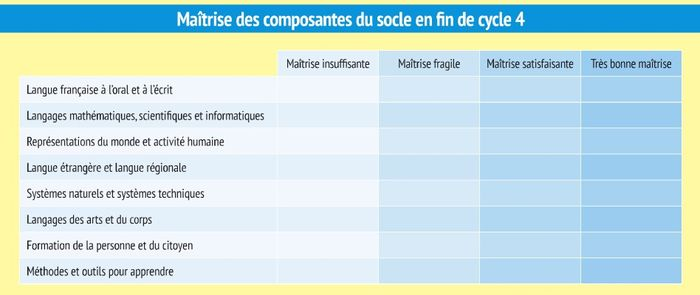 Maîtrise des composantes du socle en fin de cycle 4
Maîtrise insuffisante Maîtrise fragile Maîtrise satisfaisante Très bonne maîtrise
Langue française à l'oral et à l'écrit
Langages mathématiques, scientifiques et informatiques
Représentations du monde et activité humaine
Langue étrangère et langue régionale
Systèmes naturels et systèmes techniques
Langages des arts et du corps
Formation de la personne et du citoyen
Méthodes et outils pour apprendre